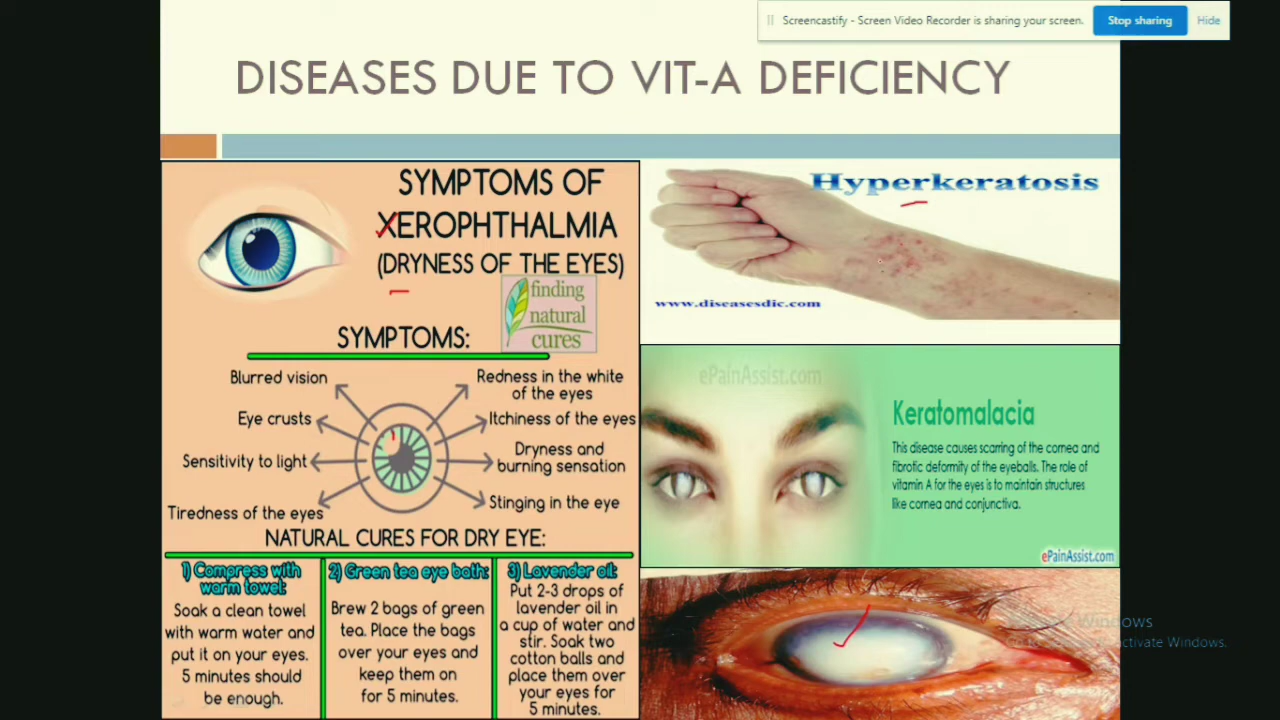 Screencastify - Screen Video Recorder is sharing your screen.
Stop sharing
Hide
DISEASES DUE TO VIT-A DEFICIENCY
SYMPTOMS OF
XEROPHTHALMIA
(DRYNESS OF THE EYES)
finding
natural
cures
SYMPTOMS:
Blurred vision
Eye crusts
Sensitivity to light
Tiredness of the eyes
Redness in the white
of the eyes
Itchiness of the eyes
Dryness and
burning sensation
Stinging in the eye
NATURAL CURES FOR DRY EYE:
1) Compress with
warm towel:
Soak a clean towel
with warm water and
put it on your eyes.
5 minutes should
be enough.
2) Green tea eye bath:
Brew 2 bags of green
tea. Place the bags
over your eyes and
keep them on
for 5 minutes.
3) Lavender oil:
Put 2-3 drops of
lavender oil in
a cup of water and
stir. Soak two
cotton balls and
place them over
your eyes for
5 minutes.
Hyperkeratosis
www.diseasesdic.com
ePainAssist.com
Keratomalacia
This disease causes scarring of the cornea and
fibrotic deformity of the eyeballs. The role of
vitamin A for the eyes is to maintain structures
like cornea and conjunctiva.
ePainAssist.com
Windows
activate Windows.